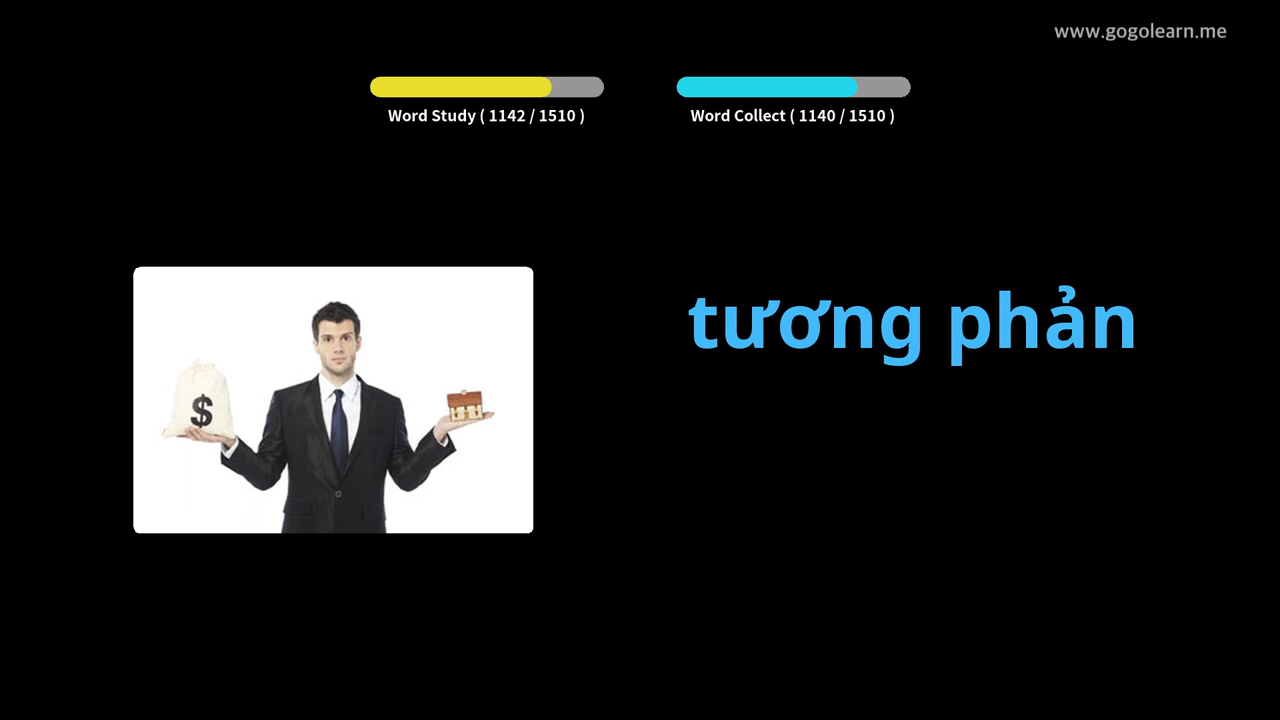 www.gogolearn.me
Word Study ( 1142 / 1510 )
Word Collect ( 1140 / 1510 )
tương phản
$